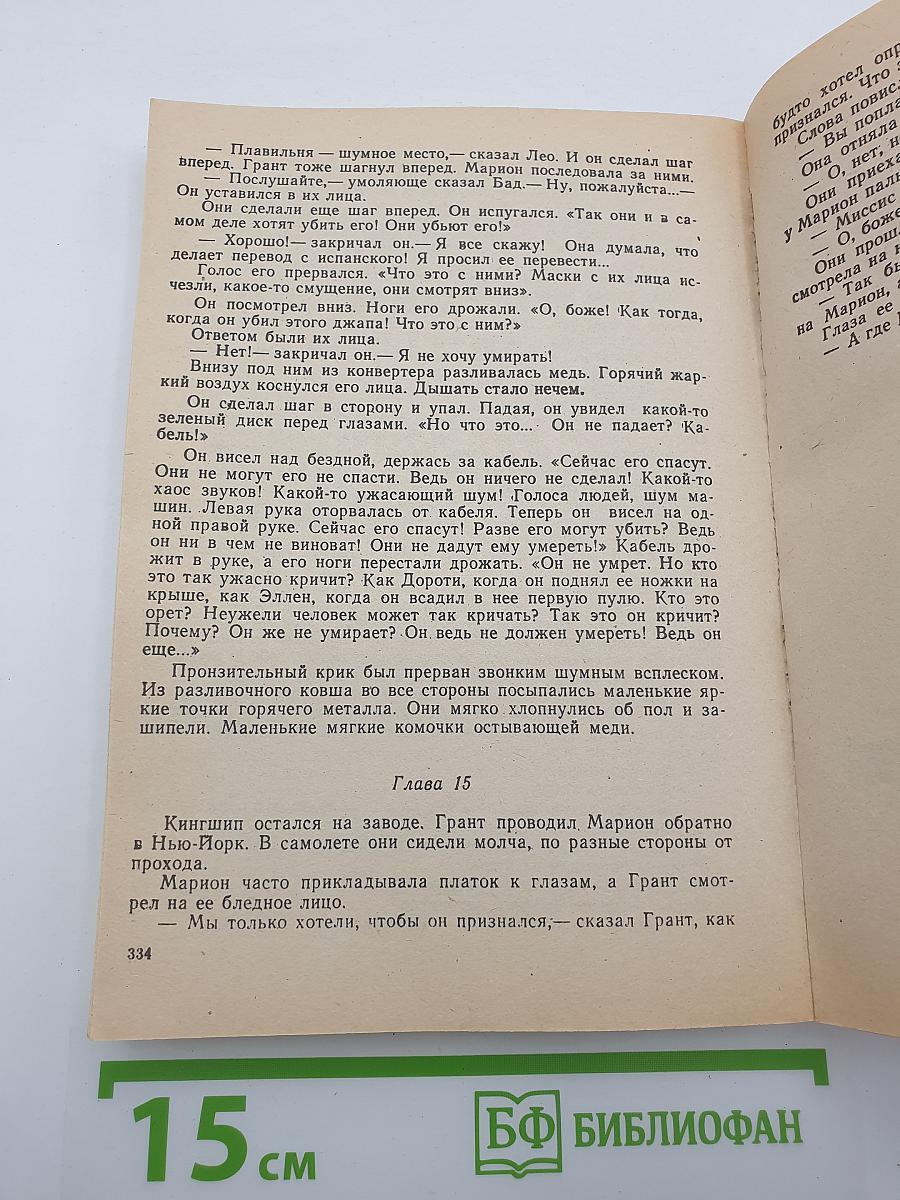 — Плавильня — шумное место,— сказал Лео. И он сделал шаг
вперед. Грант тоже шагнул вперед. Марион последовала за ними.
— Послушайте,— умоляюще сказал Бад.— Ну, пожалуйста...—
Он уставился в их лица.
Они сделали еще шаг вперед. Он испугался. «Так они и в са-
мом деле хотят убить его! Они убьют его!»
— Хорошо!— закричал он.— Я все скажу! Она думала, что
делает перевод с испанского! Я просил ее перевести...
Голос его прервался. «Что это с ними? Маски с их лица ис-
чезли, какое-то смущение, они смотрят вниз».
Он посмотрел вниз. Ноги его дрожали. «О, боже! Как тогда,
когда он убил этого джапа! Что это с ним?»
Ответом были их лица.
— Нет!— закричал он.— Я не хочу умирать!
Внизу под ним из конвертера разливалась медь. Горячий жар-
кий воздух коснулся его лица. Дышать стало нечем.
Он сделал шаг в сторону и упал. Падая, он увидел какой-то
зеленый диск перед глазами. «Но что это... Он не падает? Ка-
бель!»
Он висел над бездной, держась за кабель. «Сейчас его спасут.
Они не могут его не спасти. Ведь он ничего не сделал! Какой-то
хаос звуков! Какой-то ужасающий шум! Голоса людей, шум ма-
шин. Левая рука оторвалась от кабеля. Теперь он висел на од-
ной правой руке. Сейчас его спасут! Разве его могут убить? Ведь
он ни в чем не виноват! Они не дадут ему умереть!» Кабель дро-
жит в руке, а его ноги перестали дрожать. «Он не умрет. Но кто
это так ужасно кричит? Как Дороти, когда он поднял ее ножки на
крыше, как Эллен, когда он всадил в нее первую пулю. Кто это
орет? Неужели человек может так кричать? Так это он кричит?
Почему? Он же не умирает? Он ведь не должен умереть! Ведь он
еще...»
Пронзительный крик был прерван звонким шумным всплеском.
Из разливочного ковша во все стороны посыпались маленькие яр-
кие точки горячего металла. Они мягко хлопнулись об пол и за-
шипели. Маленькие мягкие комочки остывающей меди.
Глава 15
Кингшип остался на заводе. Грант проводил Марион обратно
в Нью-Йорк. В самолете они сидели молча, по разные стороны от
прохода.
Марион часто прикладывала платок к глазам, а Грант смот-
рел на ее бледное лицо.
— Мы только хотели, чтобы он признался,— сказал Грант, как
334
будто хотел
признался. Что
Слова
— Вы
Она отняла
— О, нет,
Они
у Марион
— Миссис
— О, боже
Они
смотрела на
— Так
на Марион,
Глаза ее
— А где
15 см
БФ БИБЛИОФАН